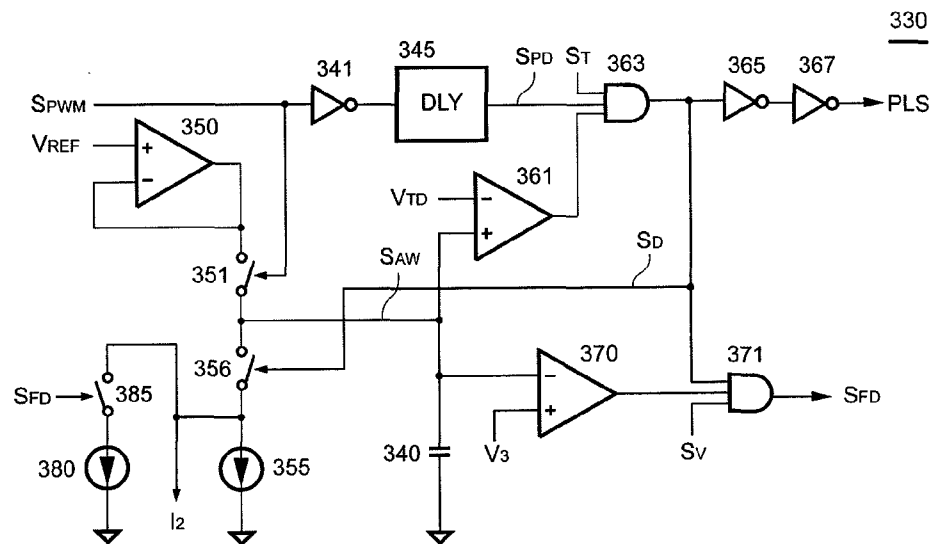 330
345
SPD
ST
363
365
367
341
SPWM
DLY
PLS
350
VREF
+
-
361
VTD
-
+
SD
SAW
351
370
371
356
SFD
385
-
+
SFD
V3
SV
380
355
340
I2